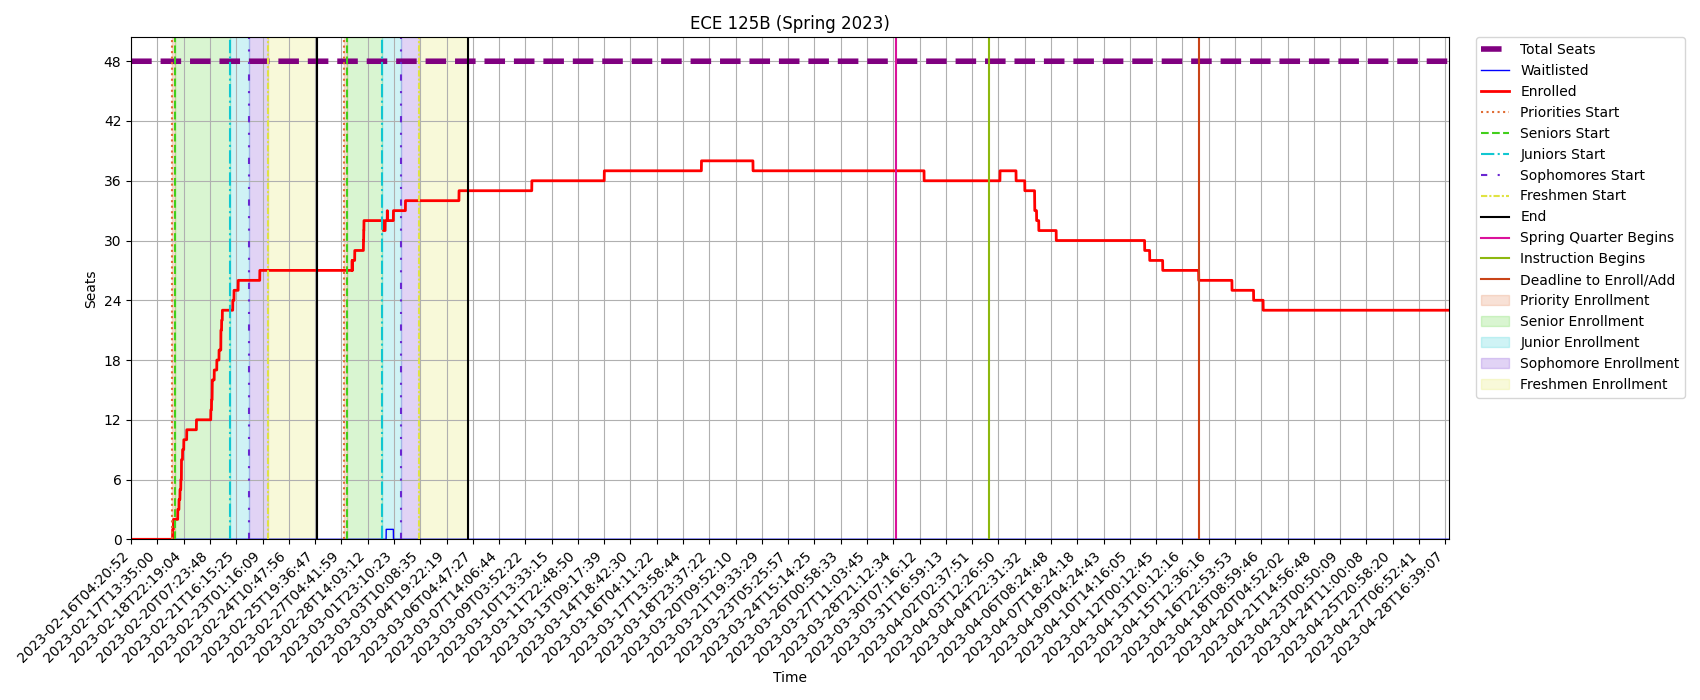 ECE 125B (Spring 2023)
Seats
48
42
36
30
24
18
12
6
0
2023-02-16T04:20:52
2023-02-17T13:35:00
2023-02-18T22:19:04
2023-02-20T07:23:48
2023-02-21T16:15:25
2023-02-23T01:16:09
2023-02-24T10:47:56
2023-02-25T19:36:47
2023-02-27T04:41:59
2023-02-28T14:03:12
2023-03-01T23:10:23
2023-03-03T10:08:35
2023-03-04T19:22:19
2023-03-06T04:47:27
2023-03-07T14:06:44
2023-03-09T03:52:22
2023-03-10T13:33:15
2023-03-11T22:48:50
2023-03-13T09:17:39
2023-03-14T18:42:30
2023-03-16T04:11:22
2023-03-17T13:58:44
2023-03-18T23:37:22
2023-03-20T09:52:10
2023-03-21T19:33:29
2023-03-23T05:25:57
2023-03-24T15:14:25
2023-03-26T00:58:33
2023-03-27T11:03:45
2023-03-28T21:12:34
2023-03-30T07:16:12
2023-03-31T16:59:13
2023-04-02T02:37:51
2023-04-03T12:26:50
2023-04-04T22:31:32
2023-04-06T08:24:48
2023-04-07T18:24:18
2023-04-09T04:24:43
2023-04-10T14:16:05
2023-04-12T00:12:45
2023-04-13T10:12:16
2023-04-15T12:36:16
2023-04-16T22:53:53
2023-04-18T08:59:46
2023-04-20T04:52:02
2023-04-21T14:56:48
2023-04-23T00:50:09
2023-04-24T11:00:08
2023-04-25T20:58:20
2023-04-27T06:52:41
2023-04-28T16:39:07
Time
Total Seats
Waitlisted
Enrolled
Priorities Start
Seniors Start
Juniors Start
Sophomores Start
Freshmen Start
End
Spring Quarter Begins
Instruction Begins
Deadline to Enroll/Add
Priority Enrollment
Senior Enrollment
Junior Enrollment
Sophomore Enrollment
Freshmen Enrollment